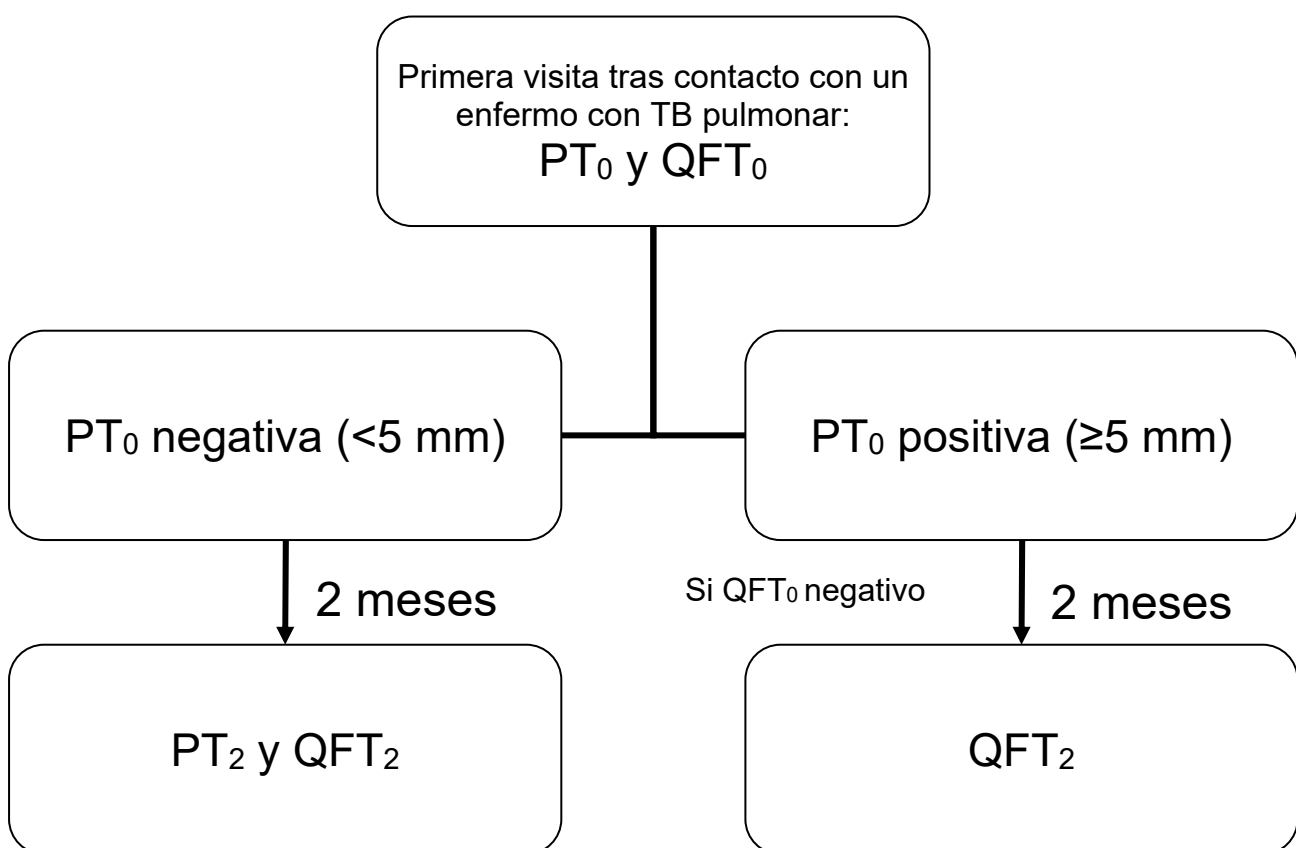 Primera visita tras contacto con un
enfermo con TB pulmonar:
PT₀ y QFT₀
PT₀ negativa (<5 mm)
PT₀ positiva (≥5 mm)
2 meses
Si QFT₀ negativo
2 meses
PT₂ y QFT₂
QFT₂